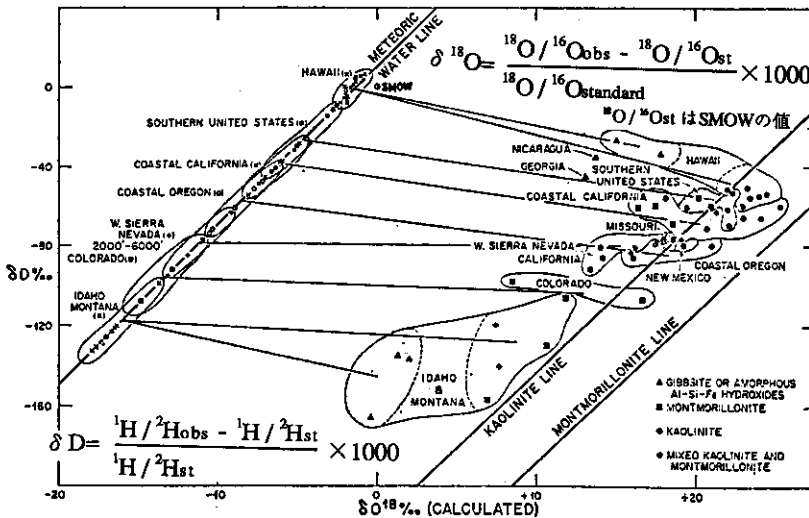 METEORIC
WATER LINE
δ ¹⁸O= ¹⁸O/¹⁶Oobs - ¹⁸O/¹⁶Ost ×1000
¹⁸O/¹⁶Ostandard
¹⁸O/¹⁶Ost はSMOWの値
HAWAII
SMOW
SOUTHERN UNITED STATES
COASTAL CALIFORNIA
COASTAL OREGON
W. SIERRA
NEVADA (+)
2000'-6000'
COLORADO
IDAHO
MONTANA
NICARAGUA
GEORGIA
HAWAII
SOUTHERN
UNITED STATES
COASTAL
CALIFORNIA
MISSOURI
W. SIERRA NEVADA
CALIFORNIA
COASTAL OREGON
NEW MEXICO
COLORADO
IDAHO
&
MONTANA
KAOLINITE LINE
MONTMORILLONITE LINE
▲ GIBBSITE OR AMORPHOUS
Al-Si-Fe HYDROXIDES
■ MONTMORILLONITE
● KAOLINITE
MIXED KAOLINITE AND
MONTMORILLONITE
δ D= ¹H/²Hobs - ¹H/²Hst ×1000
¹H/²Hst
δD‰
0
-40
-80
-120
-160
-20
-10
0
+10
+20
δO¹⁸‰ (CALCULATED)